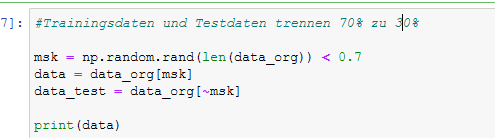 7]: #Trainingsdaten und Testdaten trennen 70% zu 30%
msk = np.random.rand(len(data_org)) < 0.7
data = data_org[msk]
data_test = data_org[~msk]
print(data)